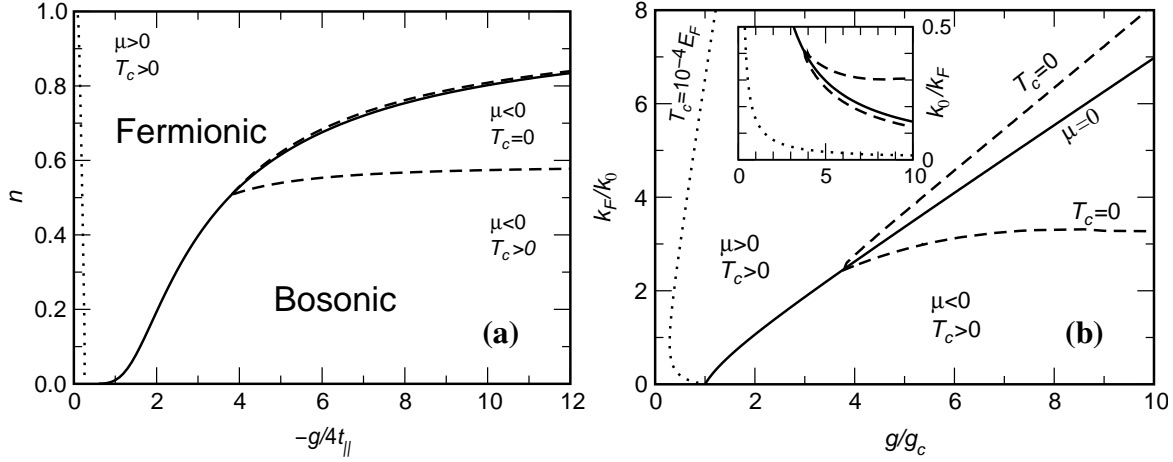 1.0
0.8
0.6
0.4
0.2
0.0
n
μ>0
T_c>0
Fermionic
μ<0
T_c=0
μ<0
T_c>0
Bosonic
(a)
0 2 4 6 8 10 12
−g/4t_||
8
6
4
2
0
k_F/k_0
T_c=10^{−4}E_F
0.5
0
k_0/k_F
0 5 10
T_c=0
μ=0
T_c=0
μ>0
T_c>0
μ<0
T_c>0
(b)
0 2 4 6 8 10
g/g_c